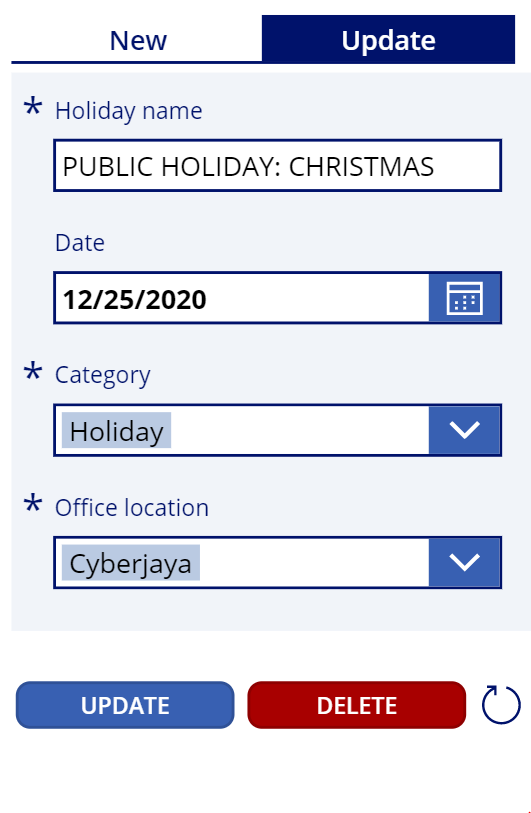 New Update
* Holiday name
PUBLIC HOLIDAY: CHRISTMAS
Date
12/25/2020
* Category
Holiday
* Office location
Cyberjaya
UPDATE DELETE